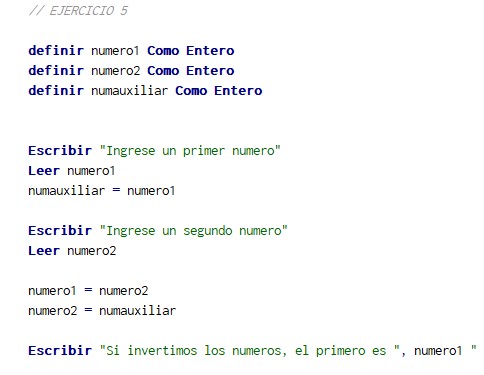 // EJERCICIO 5
definir numero1 Como Entero
definir numero2 Como Entero
definir numauxiliar Como Entero
Escribir "Ingrese un primer numero"
Leer numero1
numauxiliar = numero1
Escribir "Ingrese un segundo numero"
Leer numero2
numero1 = numero2
numero2 = numauxiliar
Escribir "Si invertimos los numeros, el primero es ", numero1 "